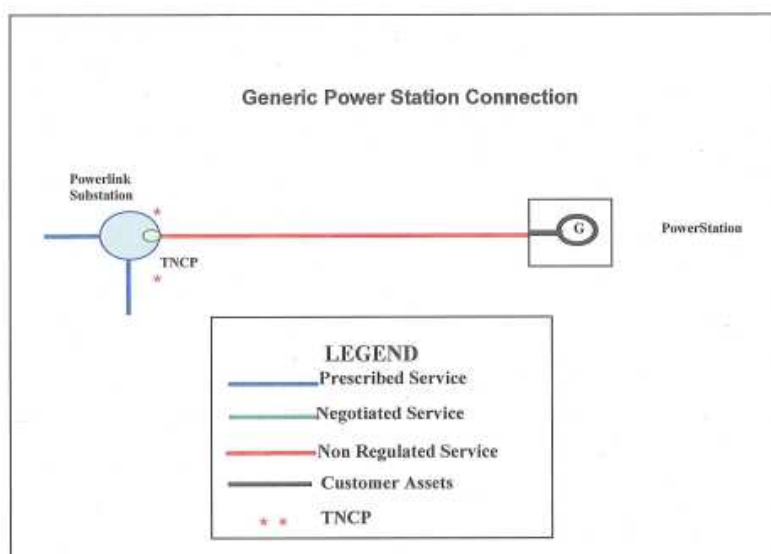 Generic Power Station Connection
Powerlink
Substation
*
G
PowerStation
TNCP
*
LEGEND
Prescribed Service
Negotiated Service
Non Regulated Service
Customer Assets
* * TNCP